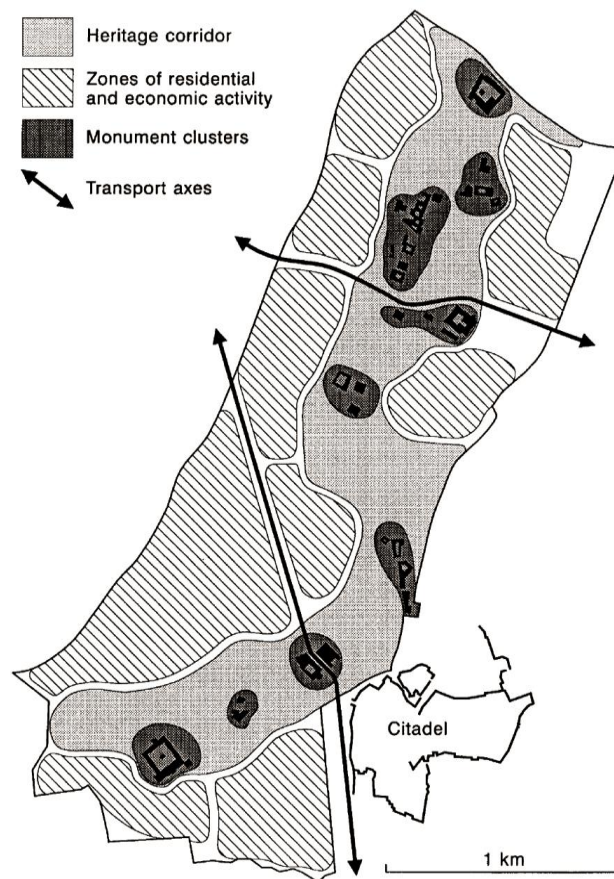 Heritage corridor
Zones of residential
and economic activity
Monument clusters
Transport axes
Citadel
1 km